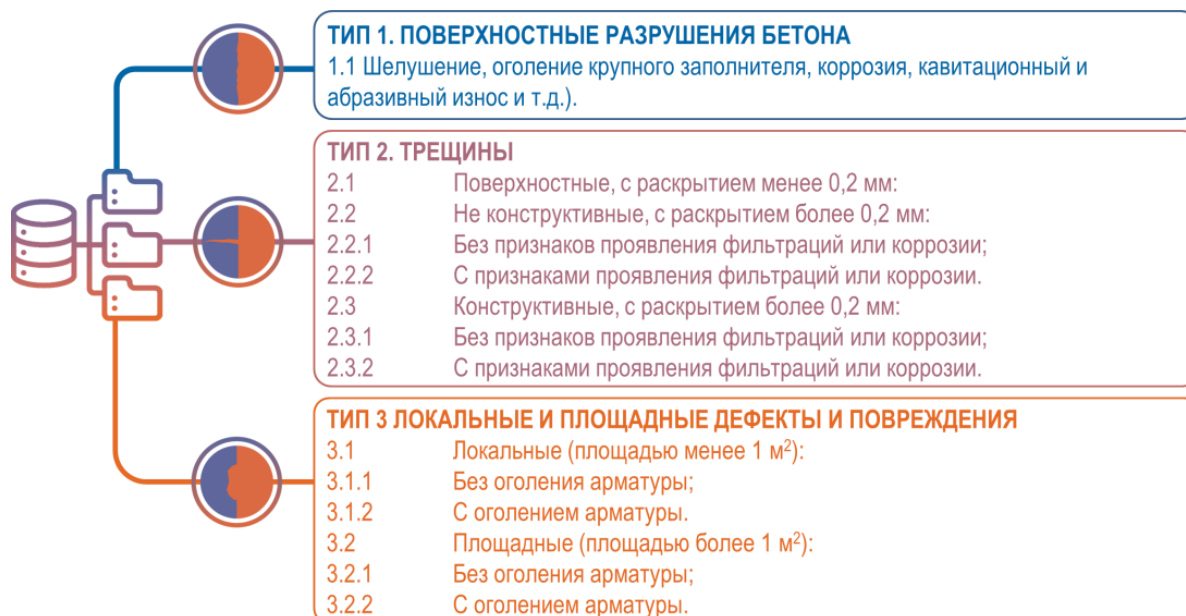 ТИП 1. ПОВЕРХНОСТНЫЕ РАЗРУШЕНИЯ БЕТОНА
1.1 Шелушение, оголение крупного заполнителя, коррозия, кавитационный и
абразивный износ и т.д.).
ТИП 2. ТРЕЩИНЫ
2.1 Поверхностные, с раскрытием менее 0,2 мм:
2.2 Не конструктивные, с раскрытием более 0,2 мм:
2.2.1 Без признаков проявления фильтраций или коррозии;
2.2.2 С признаками проявления фильтраций или коррозии.
2.3 Конструктивные, с раскрытием более 0,2 мм:
2.3.1 Без признаков проявления фильтраций или коррозии;
2.3.2 С признаками проявления фильтраций или коррозии.
ТИП 3 ЛОКАЛЬНЫЕ И ПЛОЩАДНЫЕ ДЕФЕКТЫ И ПОВРЕЖДЕНИЯ
3.1 Локальные (площадью менее 1 м²):
3.1.1 Без оголения арматуры;
3.1.2 С оголением арматуры.
3.2 Площадные (площадью более 1 м²):
3.2.1 Без оголения арматуры;
3.2.2 С оголением арматуры.